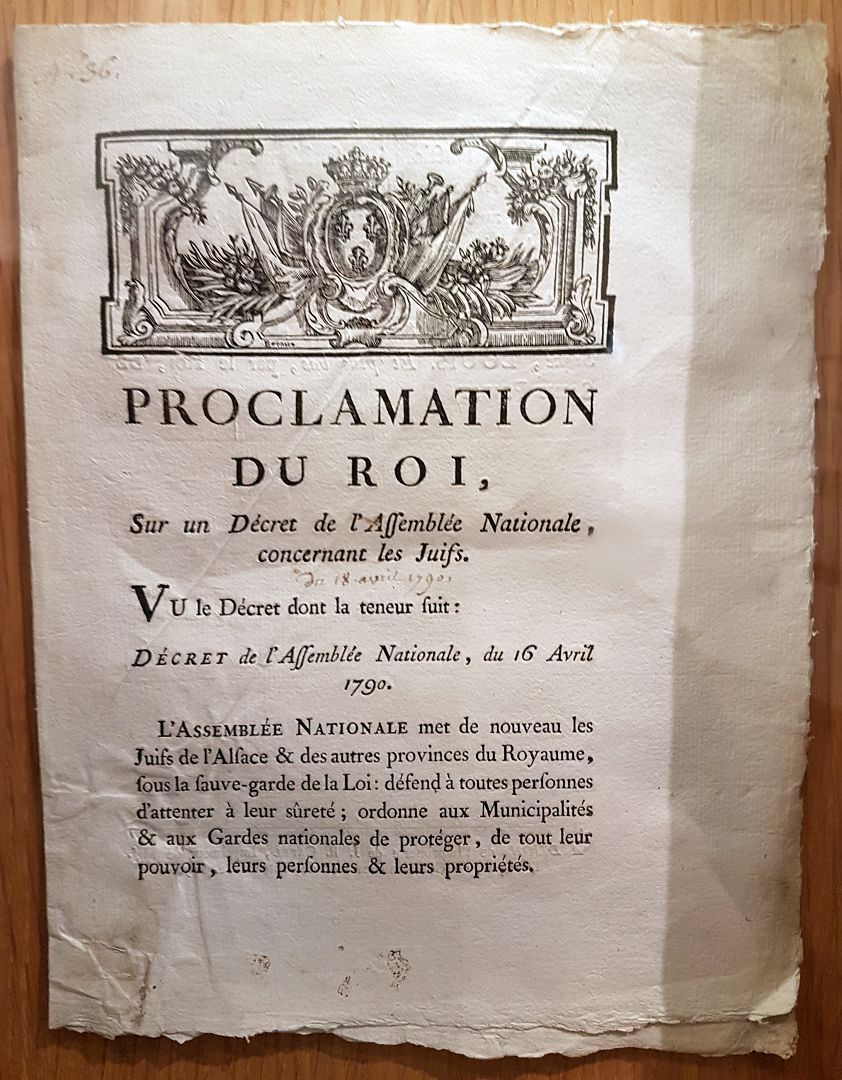 36.
PROCLAMATION
DU ROI,
Sur un Décret de l'Aſſemblée Nationale,
concernant les Juifs.
du 18 avril 1790.
VU le Décret dont la teneur ſuit :
DÉCRET de l'Aſſemblée Nationale, du 16 Avril
1790.
L'ASSEMBLÉE NATIONALE met de nouveau les
Juifs de l'Alſace & des autres provinces du Royaume,
ſous la ſauve-garde de la Loi : défend à toutes perſonnes
d'attenter à leur sûreté ; ordonne aux Municipalités
& aux Gardes nationales de protéger, de tout leur
pouvoir, leurs perſonnes & leurs propriétés.